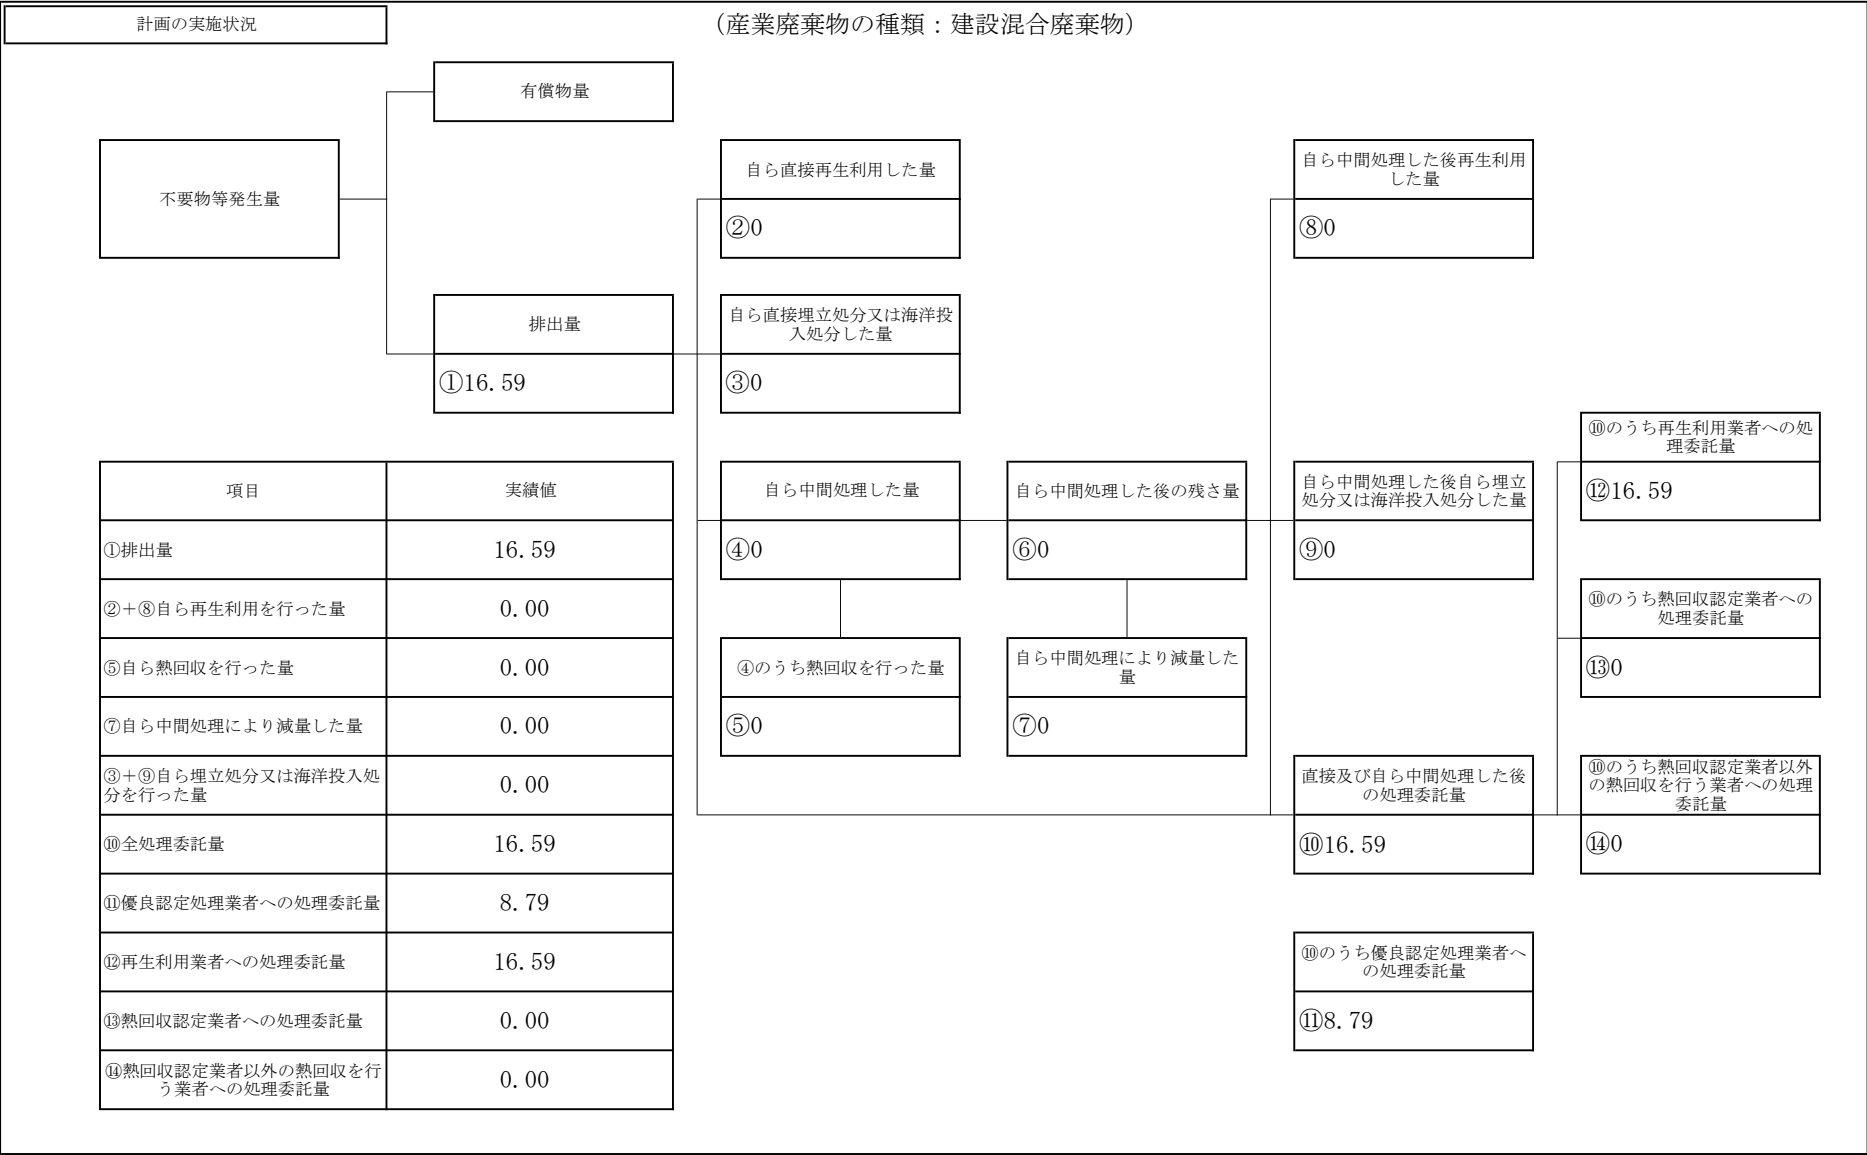 計画の実施状況
(産業廃棄物の種類：建設混合廃棄物)
有償物量
不要物等発生量
排出量
①16.59
自ら直接再生利用した量
②0
自ら直接埋立処分又は海洋投
入処分した量
③0
自ら中間処理した量
④0
④のうち熱回収を行った量
⑤0
自ら中間処理した後の残さ量
⑥0
自ら中間処理により減量した
量
⑦0
自ら中間処理した後再生利用
した量
⑧0
自ら中間処理した後自ら埋立
処分又は海洋投入処分した量
⑨0
直接及び自ら中間処理した後
の処理委託量
⑩16.59
⑩のうち優良認定処理業者へ
の処理委託量
⑪8.79
⑩のうち再生利用業者への処
理委託量
⑫16.59
⑩のうち熱回収認定業者への
処理委託量
⑬0
⑩のうち熱回収認定業者以外
の熱回収を行う業者への処理
委託量
⑭0
項目 実績値
①排出量 16.59
②＋⑧自ら再生利用を行った量 0.00
⑤自ら熱回収を行った量 0.00
⑦自ら中間処理により減量した量 0.00
③＋⑨自ら埋立処分又は海洋投入処
分を行った量 0.00
⑩全処理委託量 16.59
⑪優良認定処理業者への処理委託量 8.79
⑫再生利用業者への処理委託量 16.59
⑬熱回収認定業者への処理委託量 0.00
⑭熱回収認定業者以外の熱回収を行
う業者への処理委託量 0.00